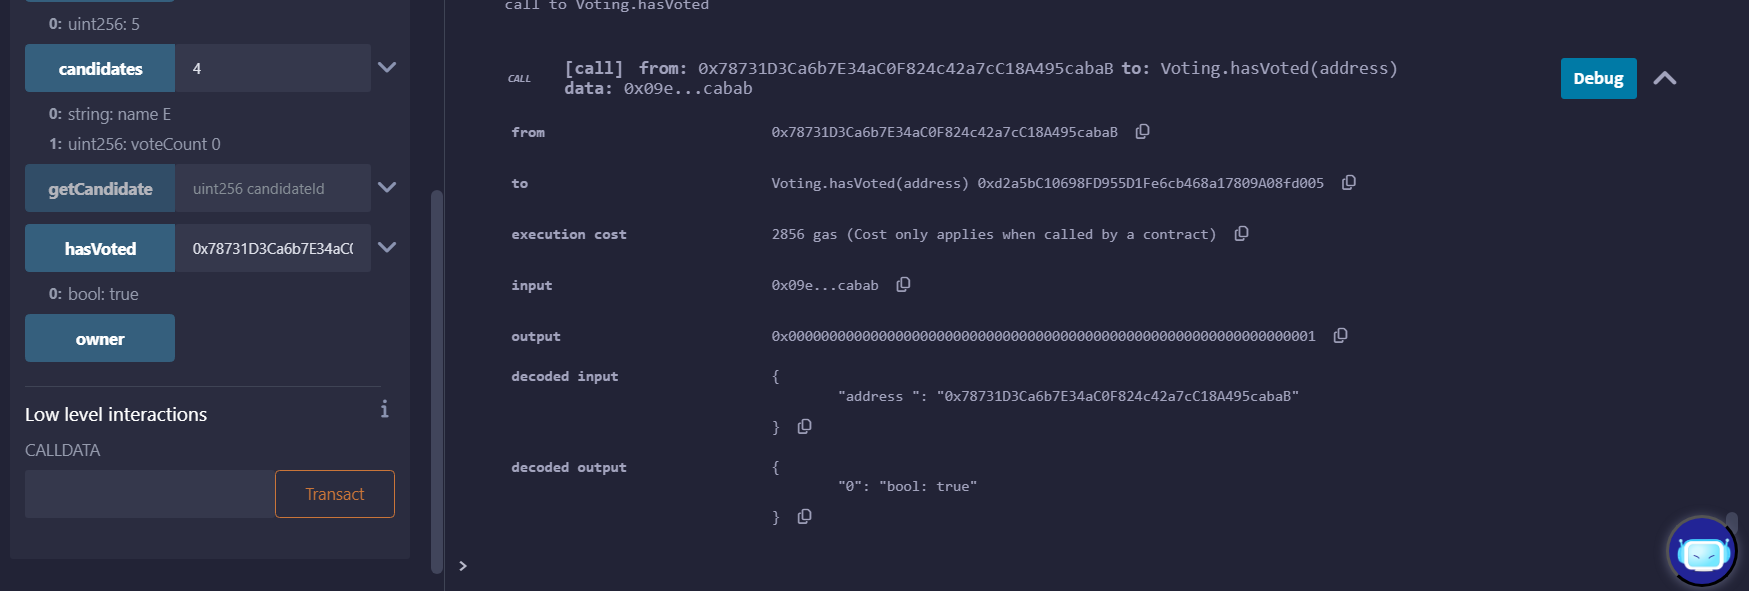 0: uint256: 5
candidates 4
0: string: name E
1: uint256: voteCount 0
getCandidate uint256 candidateId
hasVoted 0x78731D3Ca6b7E34aC
0: bool: true
owner
Low level interactions
CALLDATA
Transact
call to Voting.hasVoted
CALL [call] from: 0x78731D3Ca6b7E34aC0F824c42a7cC18A495cabaB to: Voting.hasVoted(address)
data: 0x09e...cabab
Debug
from 0x78731D3Ca6b7E34aC0F824c42a7cC18A495cabaB
to Voting.hasVoted(address) 0xd2a5bC10698FD955D1Fe6cb468a17809A08fd005
execution cost 2856 gas (Cost only applies when called by a contract)
input 0x09e...cabab
output 0x0000000000000000000000000000000000000000000000000000000000000001
decoded input {
"address ": "0x78731D3Ca6b7E34aC0F824c42a7cC18A495cabaB"
}
decoded output {
"0": "bool: true"
}
>